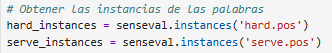 # Obtener las instancias de las palabras
hard_instances = senseval.instances('hard.pos')
serve_instances = senseval.instances('serve.pos')